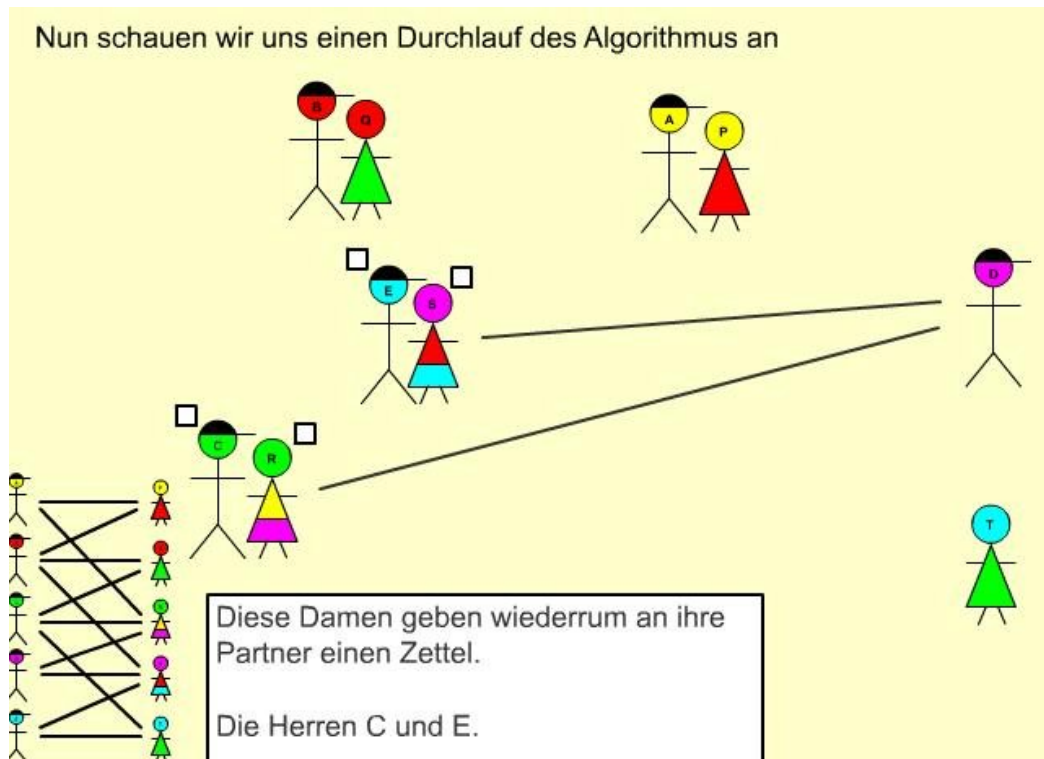 Nun schauen wir uns einen Durchlauf des Algorithmus an
B
Q
A
P
E
S
D
C
R
T
Diese Damen geben wiederrum an ihre
Partner einen Zettel.
Die Herren C und E.